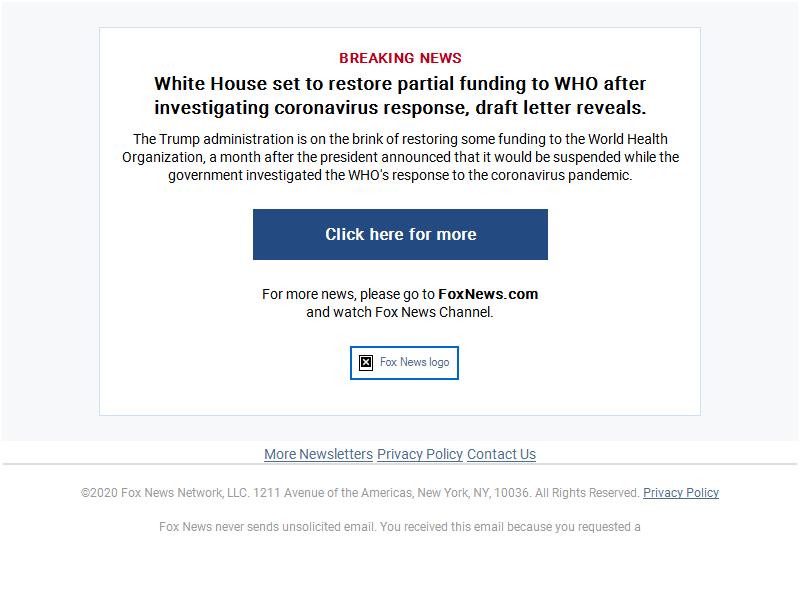 BREAKING NEWS
White House set to restore partial funding to WHO after
investigating coronavirus response, draft letter reveals.
The Trump administration is on the brink of restoring some funding to the World Health
Organization, a month after the president announced that it would be suspended while the
government investigated the WHO's response to the coronavirus pandemic.
Click here for more
For more news, please go to FoxNews.com
and watch Fox News Channel.
Fox News logo
More Newsletters Privacy Policy Contact Us
©2020 Fox News Network, LLC. 1211 Avenue of the Americas, New York, NY, 10036. All Rights Reserved. Privacy Policy
Fox News never sends unsolicited email. You received this email because you requested a